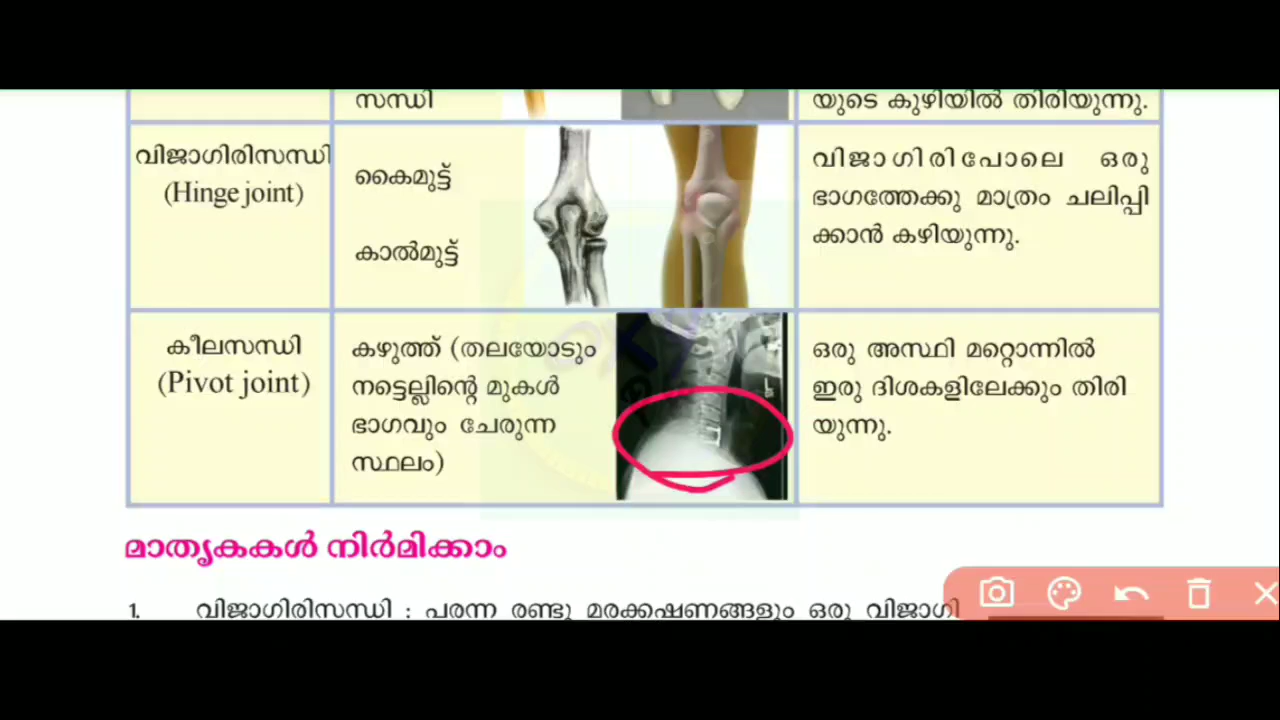 സന്ധി
യുടെ കുഴിയിൽ തിരിയുന്നു.
വിജാഗിരിസന്ധി
(Hinge joint)
കൈമുട്ട്
കാൽമുട്ട്
വിജാഗിരിപോലെ ഒരു
ഭാഗത്തേക്കു മാത്രം ചലിപ്പി
ക്കാൻ കഴിയുന്നു.
കീലസന്ധി
(Pivot joint)
കഴുത്ത് (തലയോടും
നട്ടെല്ലിന്റെ മുകൾ
ഭാഗവും ചേരുന്ന
സ്ഥലം)
ഒരു അസ്ഥി മറ്റൊന്നിൽ
ഇരു ദിശകളിലേക്കും തിരി
യുന്നു.
മാതൃകകൾ നിർമിക്കാം
1. വിജാഗിരിസന്ധി : പരന്ന രണ്ടു മരക്കഷണങ്ങളും ഒരു വിജാഗി